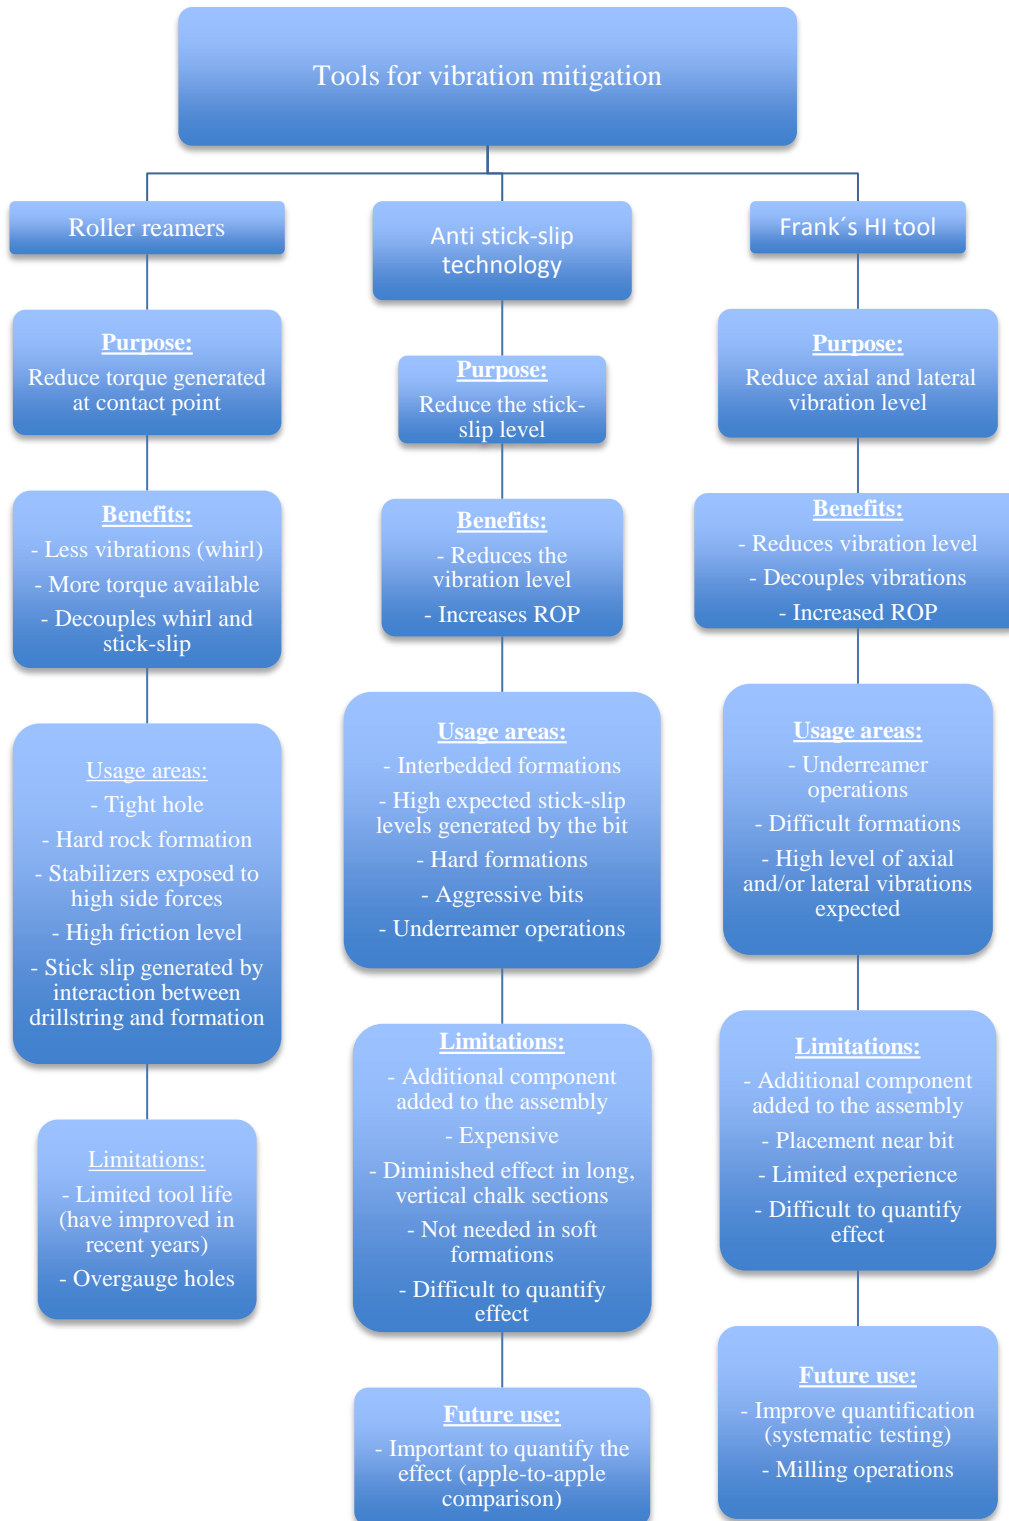 Tools for vibration mitigation
Roller reamers
Purpose:
Reduce torque generated
at contact point
Benefits:
- Less vibrations (whirl)
- More torque available
- Decouples whirl and
stick-slip
Usage areas:
- Tight hole
- Hard rock formation
- Stabilizers exposed to
high side forces
- High friction level
- Stick slip generated by
interaction between
drillstring and formation
Limitations:
- Limited tool life
(have improved in
recent years)
- Overgauge holes
Anti stick-slip
technology
Purpose:
Reduce the stick-
slip level
Benefits:
- Reduces the
vibration level
- Increases ROP
Usage areas:
- Interbedded formations
- High expected stick-slip
levels generated by the bit
- Hard formations
- Aggressive bits
- Underreamer operations
Limitations:
- Additional component
added to the assembly
- Expensive
- Diminished effect in long,
vertical chalk sections
- Not needed in soft
formations
- Difficult to quantify
effect
Future use:
- Important to quantify the
effect (apple-to-apple
comparison)
Frank´s HI tool
Purpose:
Reduce axial and lateral
vibration level
Benefits:
- Reduces vibration level
- Decouples vibrations
- Increased ROP
Usage areas:
- Underreamer
operations
- Difficult formations
- High level of axial
and/or lateral vibrations
expected
Limitations:
- Additional component
added to the assembly
- Placement near bit
- Limited experience
- Difficult to quantify
effect
Future use:
- Improve quantification
(systematic testing)
- Milling operations